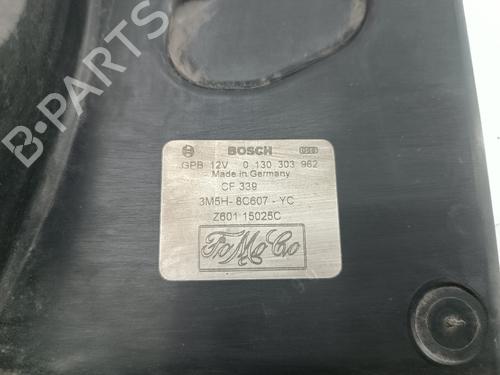 B-PARTS
BOSCH
GPB 12V 0 130 303 962
Made in Germany
CF 339
3M5H-8C607-YC
Z601 15025C
FoMoCo